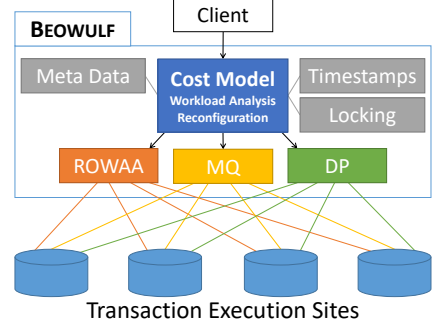 Client
BEOWULF
Meta Data
Cost Model
Workload Analysis
Reconfiguration
Timestamps
Locking
ROWAA
MQ
DP
Transaction Execution Sites